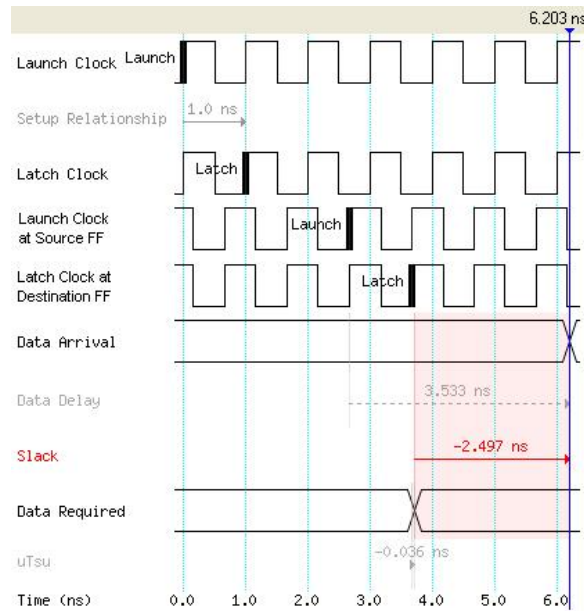 6.203 ns
Launch Clock Launch
Setup Relationship 1.0 ns
Latch Clock Latch
Launch Clock
at Source FF Launch
Latch Clock at
Destination FF Latch
Data Arrival
Data Delay 3.533 ns
Slack -2.497 ns
Data Required
uTsu -0.036 ns
Time (ns) 0.0 1.0 2.0 3.0 4.0 5.0 6.0